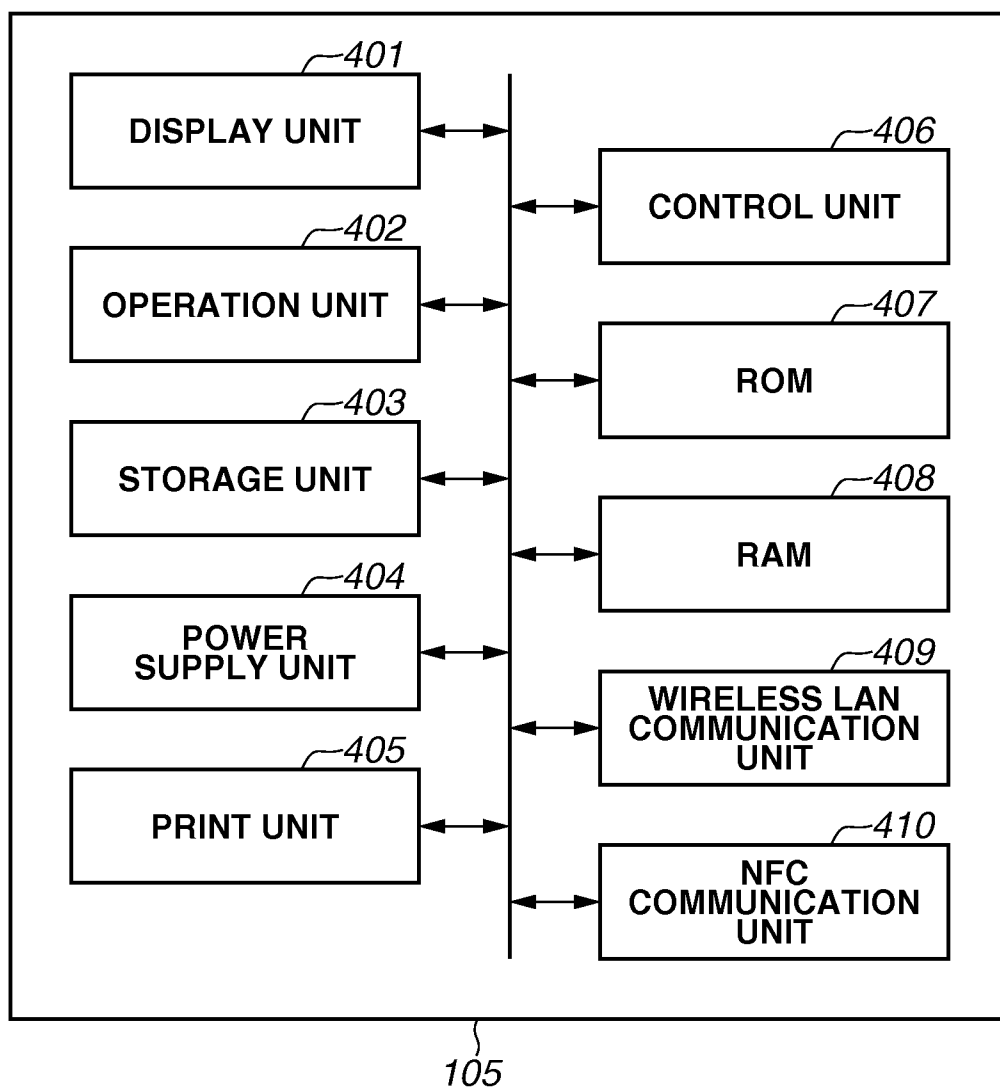 401
DISPLAY UNIT
402
OPERATION UNIT
403
STORAGE UNIT
404
POWER
SUPPLY UNIT
405
PRINT UNIT
406
CONTROL UNIT
407
ROM
408
RAM
409
WIRELESS LAN
COMMUNICATION
UNIT
410
NFC
COMMUNICATION
UNIT
105